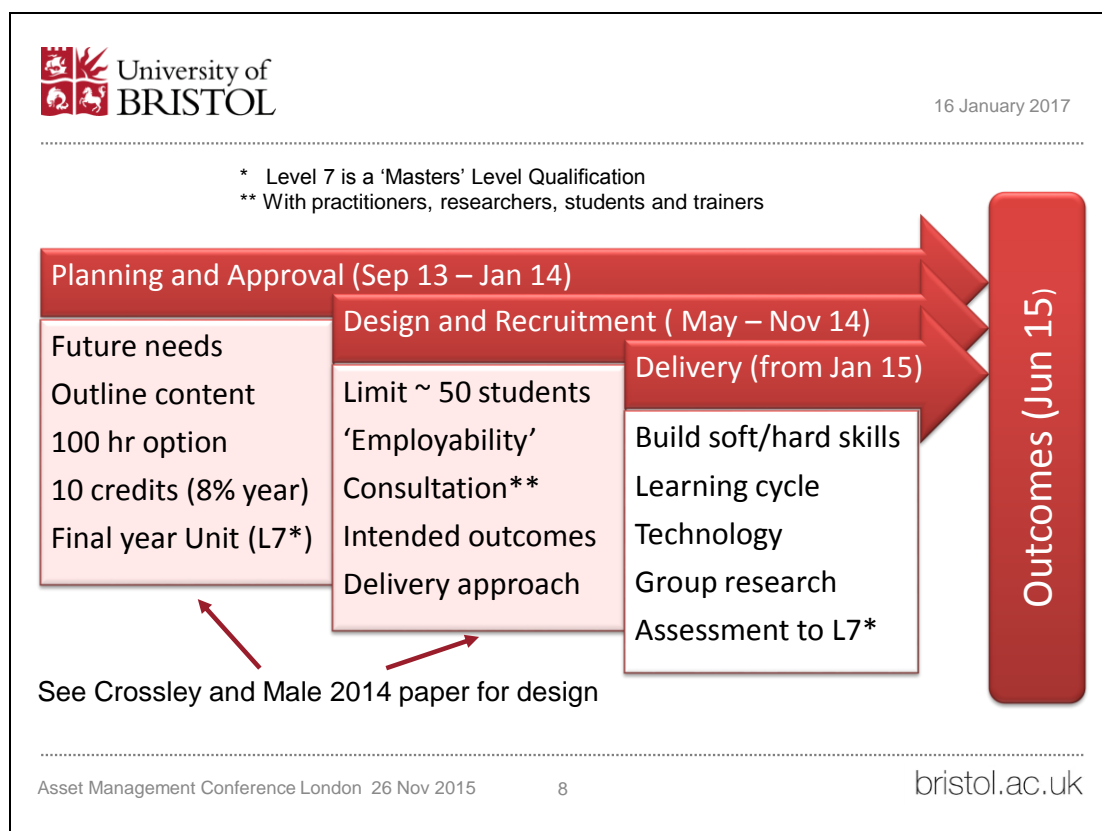 University of
BRISTOL
16 January 2017
* Level 7 is a ‘Masters’ Level Qualification
** With practitioners, researchers, students and trainers
Planning and Approval (Sep 13 – Jan 14)
Future needs
Outline content
100 hr option
10 credits (8% year)
Final year Unit (L7*)
Design and Recruitment ( May – Nov 14)
Limit ~ 50 students
‘Employability’
Consultation**
Intended outcomes
Delivery approach
Delivery (from Jan 15)
Build soft/hard skills
Learning cycle
Technology
Group research
Assessment to L7*
Outcomes (Jun 15)
See Crossley and Male 2014 paper for design
Asset Management Conference London 26 Nov 2015
8
bristol.ac.uk